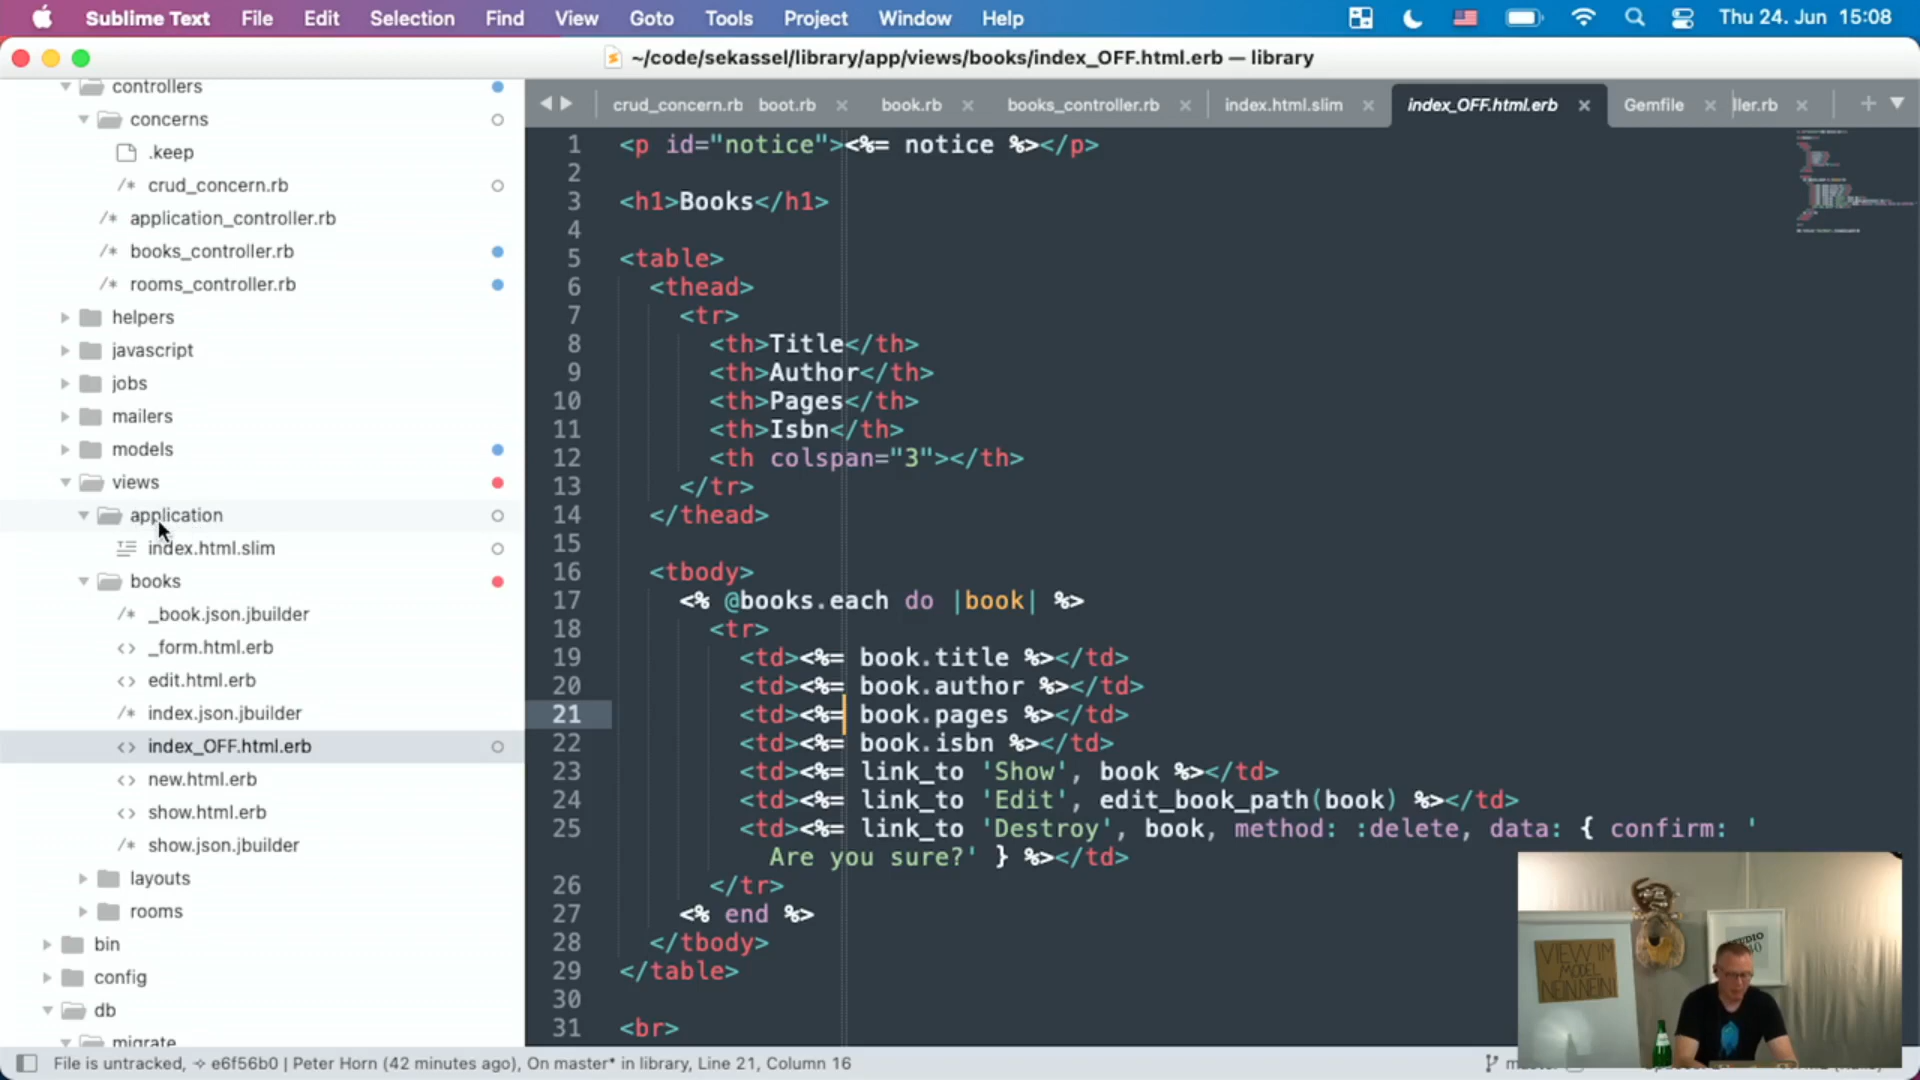 Sublime Text File Edit Selection Find View Goto Tools Project Window Help Thu 24. Jun 15:08
~/code/sekassel/library/app/views/books/index_OFF.html.erb — library
controllers
concerns
.keep
crud_concern.rb
application_controller.rb
books_controller.rb
rooms_controller.rb
helpers
javascript
jobs
mailers
models
views
application
index.html.slim
books
_book.json.jbuilder
_form.html.erb
edit.html.erb
index.json.jbuilder
index_OFF.html.erb
new.html.erb
show.html.erb
show.json.jbuilder
layouts
rooms
bin
config
db
migrate
crud_concern.rb boot.rb book.rb books_controller.rb index.html.slim index_OFF.html.erb Gemfile ller.rb
1 <p id="notice"><%= notice %></p>
2
3 <h1>Books</h1>
4
5 <table>
6 <thead>
7 <tr>
8 <th>Title</th>
9 <th>Author</th>
10 <th>Pages</th>
11 <th>Isbn</th>
12 <th colspan="3"></th>
13 </tr>
14 </thead>
15
16 <tbody>
17 <% @books.each do |book| %>
18 <tr>
19 <td><%= book.title %></td>
20 <td><%= book.author %></td>
21 <td><%= book.pages %></td>
22 <td><%= book.isbn %></td>
23 <td><%= link_to 'Show', book %></td>
24 <td><%= link_to 'Edit', edit_book_path(book) %></td>
25 <td><%= link_to 'Destroy', book, method: :delete, data: { confirm: '
Are you sure?' } %></td>
26 </tr>
27 <% end %>
28 </tbody>
29 </table>
30
31 <br>
VIEW IM
MODEL
NEIN NEIN!
File is untracked, e6f56b0 | Peter Horn (42 minutes ago), On master* in library, Line 21, Column 16